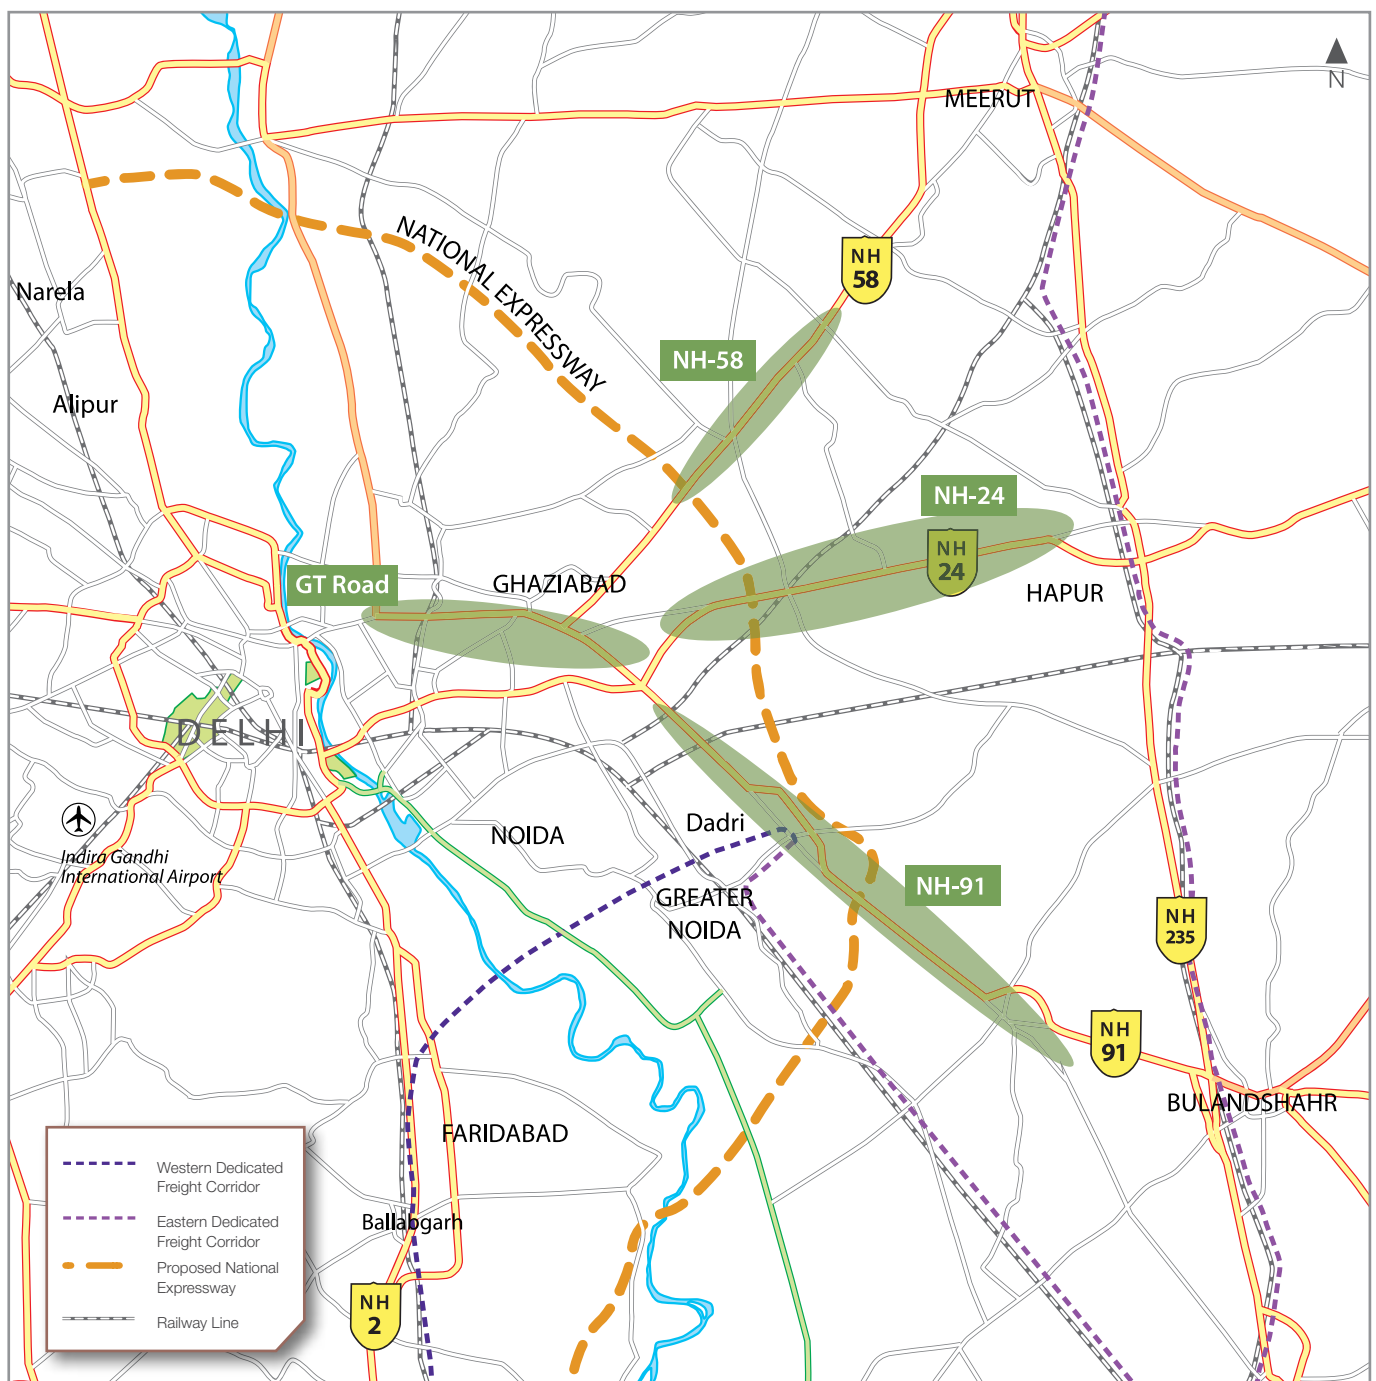 N
MEERUT
NATIONAL EXPRESSWAY
NH
58
Narela
NH-58
Alipur
NH-24
NH
24
GT Road
GHAZIABAD
HAPUR
DELHI
Dadri
NOIDA
Indira Gandhi
International Airport
GREATER
NOIDA
NH-91
NH
235
NH
91
BULANDSHAHR
FARIDABAD
Western Dedicated
Freight Corridor
Eastern Dedicated
Freight Corridor
Proposed National
Expressway
Railway Line
Ballabgarh
NH
2